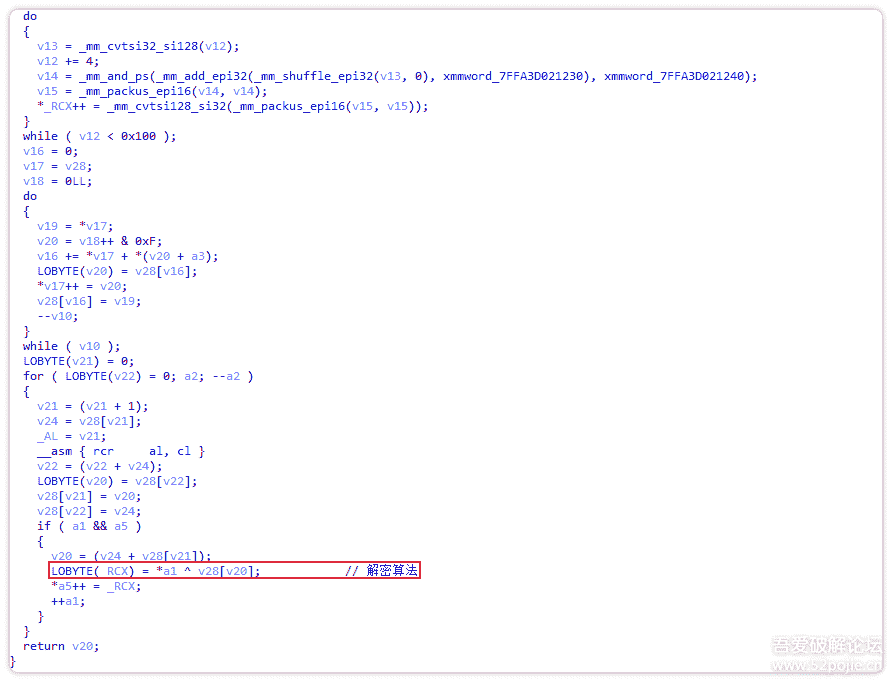 do
{
v13 = _mm_cvtsi32_si128(v12);
v12 += 4;
v14 = _mm_and_ps(_mm_add_epi32(_mm_shuffle_epi32(v13, 0), xmmword_7FFA3D021230), xmmword_7FFA3D021240);
v15 = _mm_packus_epi16(v14, v14);
*_RCX++ = _mm_cvtsi128_si32(_mm_packus_epi16(v15, v15));
}
while ( v12 < 0x100 );
v16 = 0;
v17 = v28;
v18 = 0LL;
do
{
v19 = *v17;
v20 = v18++ & 0xF;
v16 += *v17 + *(v20 + a3);
LOBYTE(v20) = v28[v16];
*v17++ = v20;
v28[v16] = v19;
--v10;
}
while ( v10 );
LOBYTE(v21) = 0;
for ( LOBYTE(v22) = 0; a2; --a2 )
{
v21 = (v21 + 1);
v24 = v28[v21];
_AL = v21;
__asm { rcr     al, cl }
v22 = (v22 + v24);
LOBYTE(v20) = v28[v22];
v28[v21] = v20;
v28[v22] = v24;
if ( a1 && a5 )
{
v20 = (v24 + v28[v21]);
LOBYTE(_RCX) = *a1 ^ v28[v20];            // 解密算法
*a5++ = _RCX;
++a1;
}
}
return v20;
}
吾爱破解论坛
www.52pojie.cn